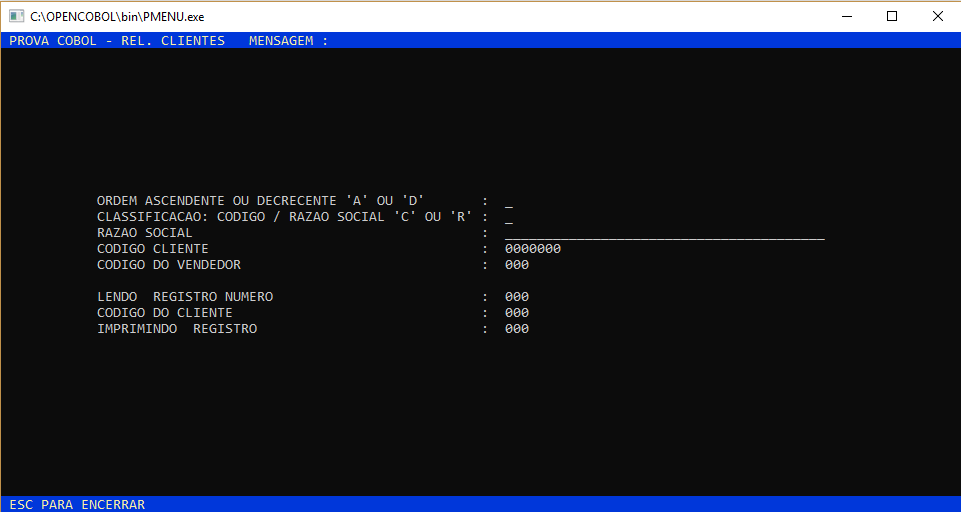 C:\OPENCOBOL\bin\PMENU.exe
PROVA COBOL - REL. CLIENTES   MENSAGEM :
ORDEM ASCENDENTE OU DECRECENTE 'A' OU 'D'       :  _
CLASSIFICACAO: CODIGO / RAZAO SOCIAL 'C' OU 'R' :  _
RAZAO SOCIAL                                    :  ________________________________________
CODIGO CLIENTE                                  :  0000000
CODIGO DO VENDEDOR                              :  000
LENDO  REGISTRO NUMERO                          :  000
CODIGO DO CLIENTE                               :  000
IMPRIMINDO  REGISTRO                            :  000
ESC PARA ENCERRAR